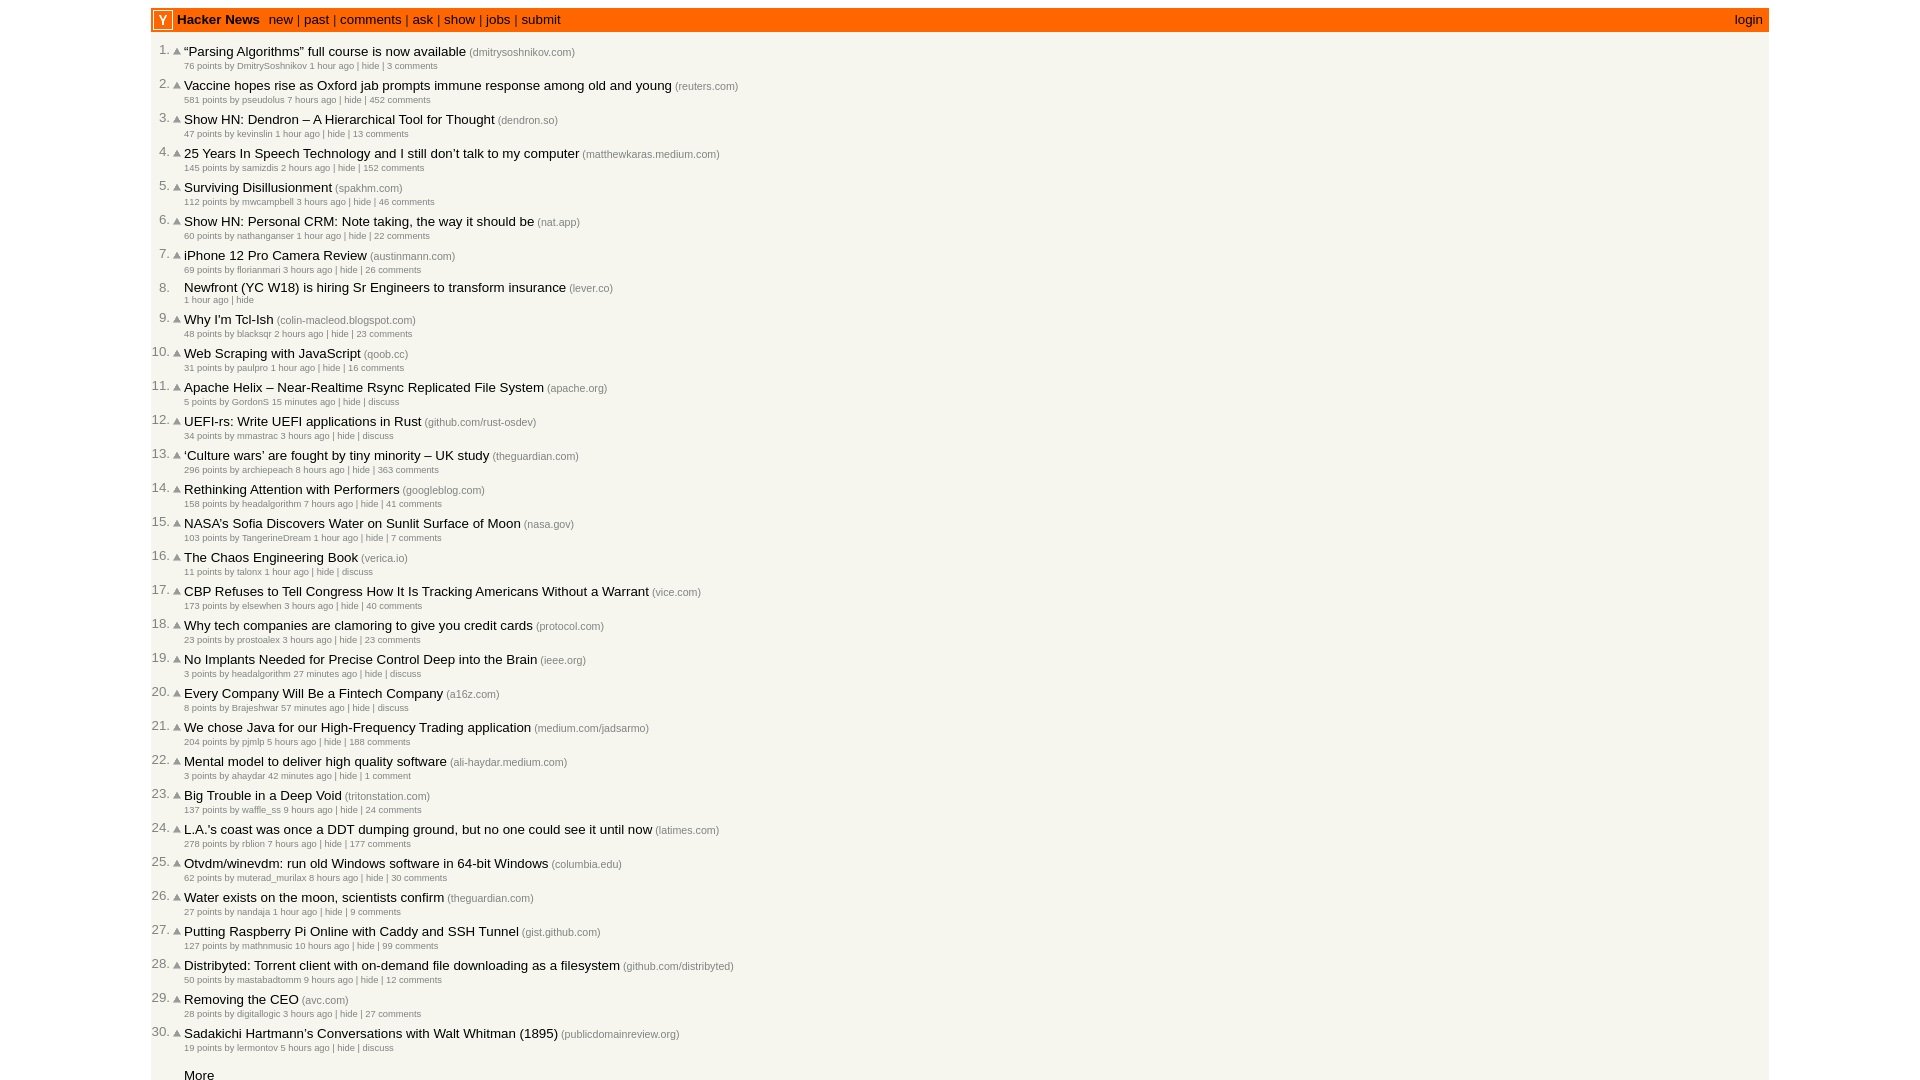 Y Hacker News new | past | comments | ask | show | jobs | submit login
1. “Parsing Algorithms” full course is now available (dmitrysoshnikov.com)
76 points by DmitrySoshnikov 1 hour ago | hide | 3 comments
2. Vaccine hopes rise as Oxford jab prompts immune response among old and young (reuters.com)
581 points by pseudolus 7 hours ago | hide | 452 comments
3. Show HN: Dendron – A Hierarchical Tool for Thought (dendron.so)
47 points by kevinslin 1 hour ago | hide | 13 comments
4. 25 Years In Speech Technology and I still don’t talk to my computer (matthewkaras.medium.com)
145 points by samizdis 2 hours ago | hide | 152 comments
5. Surviving Disillusionment (spakhm.com)
112 points by mwcampbell 3 hours ago | hide | 46 comments
6. Show HN: Personal CRM: Note taking, the way it should be (nat.app)
60 points by nathanganser 1 hour ago | hide | 22 comments
7. iPhone 12 Pro Camera Review (austinmann.com)
69 points by florianmari 3 hours ago | hide | 26 comments
8. Newfront (YC W18) is hiring Sr Engineers to transform insurance (lever.co)
1 hour ago | hide
9. Why I'm Tcl-Ish (colin-macleod.blogspot.com)
48 points by blacksqr 2 hours ago | hide | 23 comments
10. Web Scraping with JavaScript (qoob.cc)
31 points by paulpro 1 hour ago | hide | 16 comments
11. Apache Helix – Near-Realtime Rsync Replicated File System (apache.org)
5 points by GordonS 15 minutes ago | hide | discuss
12. UEFI-rs: Write UEFI applications in Rust (github.com/rust-osdev)
34 points by mmastrac 3 hours ago | hide | discuss
13. ‘Culture wars’ are fought by tiny minority – UK study (theguardian.com)
296 points by archiepeach 8 hours ago | hide | 363 comments
14. Rethinking Attention with Performers (googleblog.com)
158 points by headalgorithm 7 hours ago | hide | 41 comments
15. NASA’s Sofia Discovers Water on Sunlit Surface of Moon (nasa.gov)
103 points by TangerineDream 1 hour ago | hide | 7 comments
16. The Chaos Engineering Book (verica.io)
11 points by talonx 1 hour ago | hide | discuss
17. CBP Refuses to Tell Congress How It Is Tracking Americans Without a Warrant (vice.com)
173 points by elsewhen 3 hours ago | hide | 40 comments
18. Why tech companies are clamoring to give you credit cards (protocol.com)
23 points by prostoalex 3 hours ago | hide | 23 comments
19. No Implants Needed for Precise Control Deep into the Brain (ieee.org)
3 points by headalgorithm 27 minutes ago | hide | discuss
20. Every Company Will Be a Fintech Company (a16z.com)
8 points by Brajeshwar 57 minutes ago | hide | discuss
21. We chose Java for our High-Frequency Trading application (medium.com/jadsarmo)
204 points by pjmlp 5 hours ago | hide | 188 comments
22. Mental model to deliver high quality software (ali-haydar.medium.com)
3 points by ahaydar 42 minutes ago | hide | 1 comment
23. Big Trouble in a Deep Void (tritonstation.com)
137 points by waffle_ss 9 hours ago | hide | 24 comments
24. L.A.’s coast was once a DDT dumping ground, but no one could see it until now (latimes.com)
278 points by rblion 7 hours ago | hide | 177 comments
25. Otvdm/winevdm: run old Windows software in 64-bit Windows (columbia.edu)
62 points by muterad_murilax 8 hours ago | hide | 30 comments
26. Water exists on the moon, scientists confirm (theguardian.com)
27 points by nandaja 1 hour ago | hide | 9 comments
27. Putting Raspberry Pi Online with Caddy and SSH Tunnel (gist.github.com)
127 points by mathnmusic 10 hours ago | hide | 99 comments
28. Distribyted: Torrent client with on-demand file downloading as a filesystem (github.com/distribyted)
50 points by mastabadtomm 9 hours ago | hide | 12 comments
29. Removing the CEO (avc.com)
28 points by digitallogic 3 hours ago | hide | 27 comments
30. Sadakichi Hartmann’s Conversations with Walt Whitman (1895) (publicdomainreview.org)
19 points by lermontov 5 hours ago | hide | discuss
More